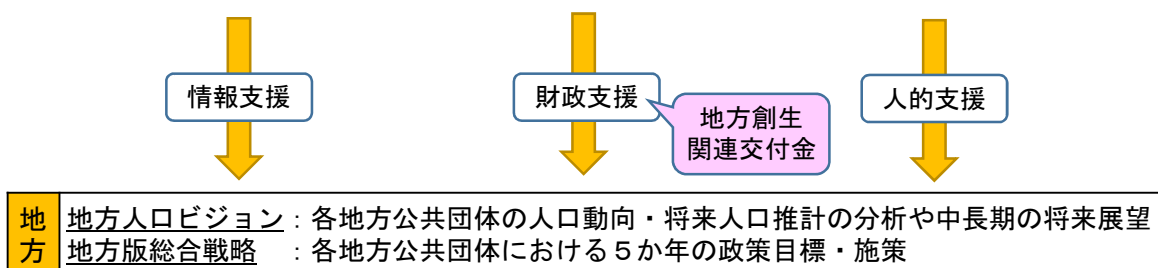 情報支援
財政支援
人的支援
地方創生
関連交付金
地方
地方人口ビジョン：各地方公共団体の人口動向・将来人口推計の分析や中長期の将来展望
地方版総合戦略　：各地方公共団体における５か年の政策目標・施策